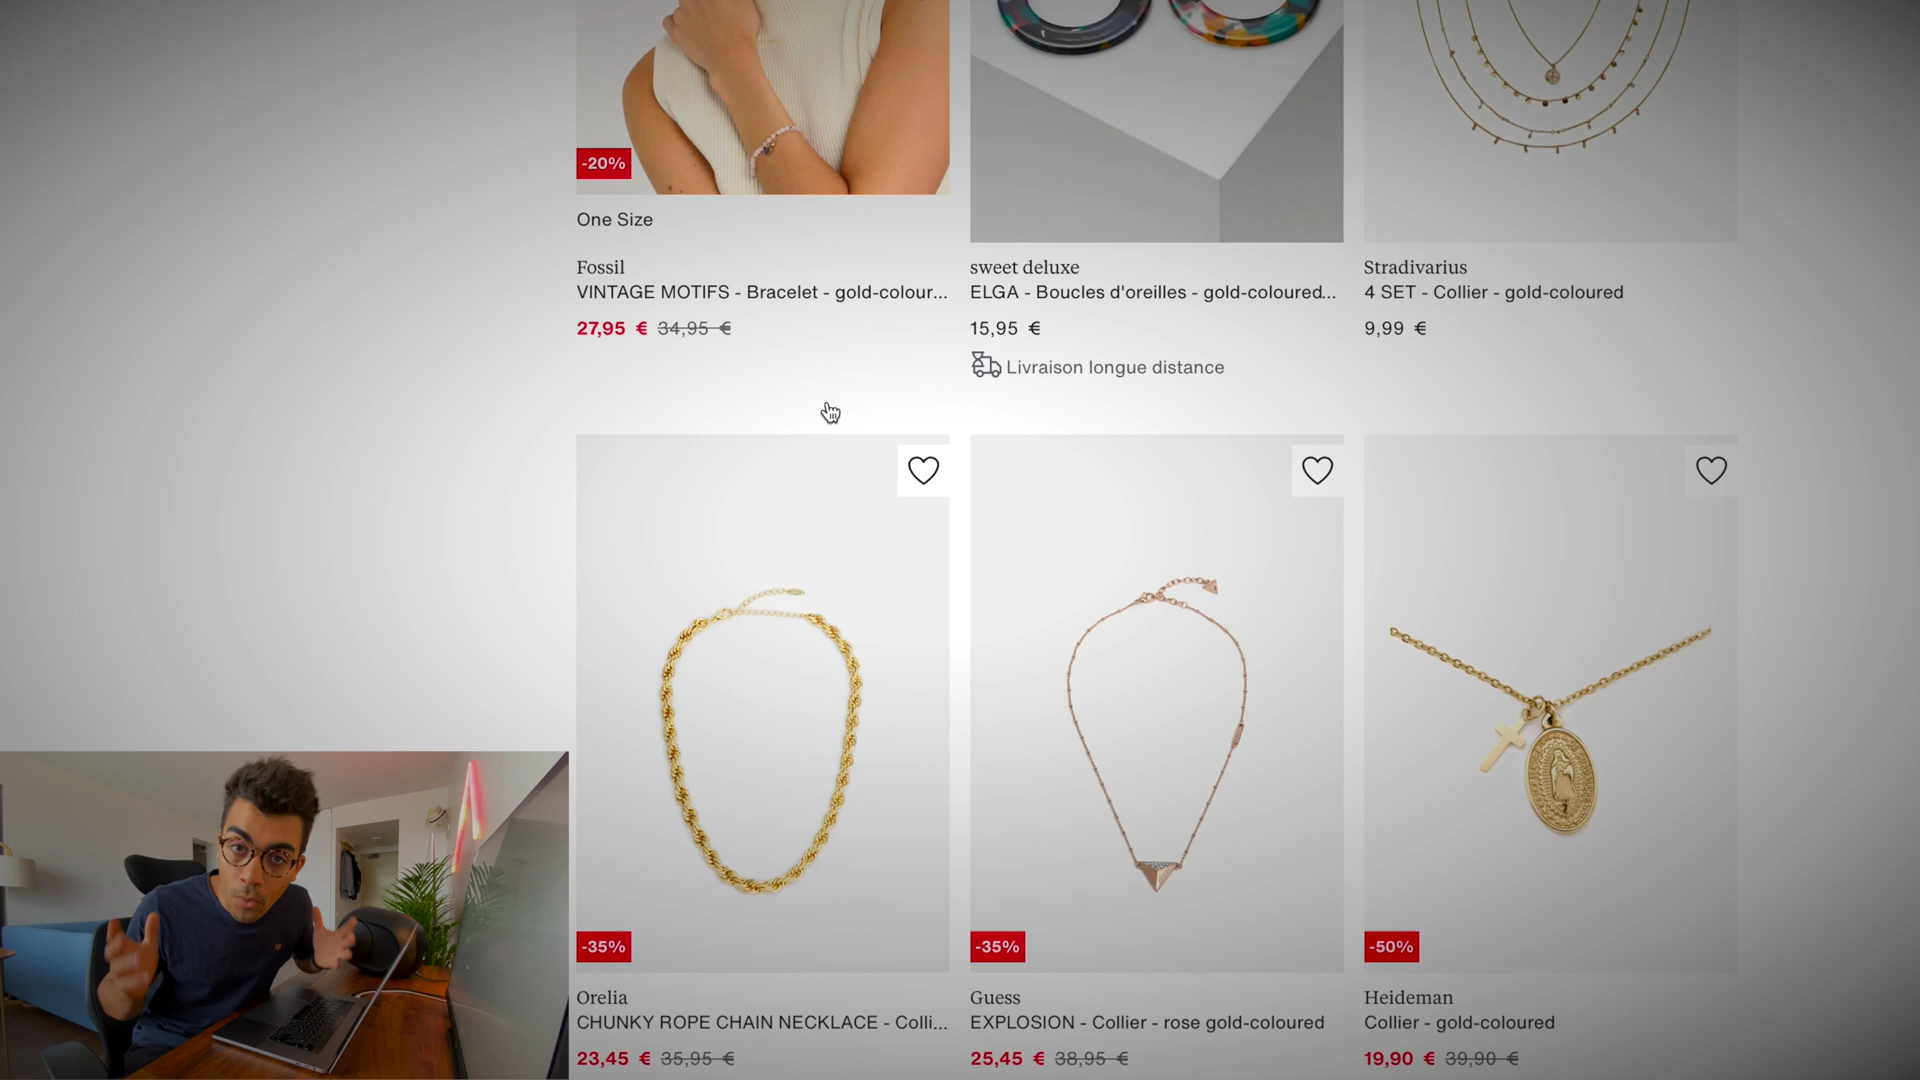 -20%
One Size
Fossil
VINTAGE MOTIFS - Bracelet - gold-colour...
27,95 € 34,95 €
sweet deluxe
ELGA - Boucles d'oreilles - gold-coloured...
15,95 €
Livraison longue distance
Stradivarius
4 SET - Collier - gold-coloured
9,99 €
-35%
Orelia
CHUNKY ROPE CHAIN NECKLACE - Colli...
23,45 € 35,95 €
-35%
Guess
EXPLOSION - Collier - rose gold-coloured
25,45 € 38,95 €
-50%
Heideman
Collier - gold-coloured
19,90 € 39,90 €